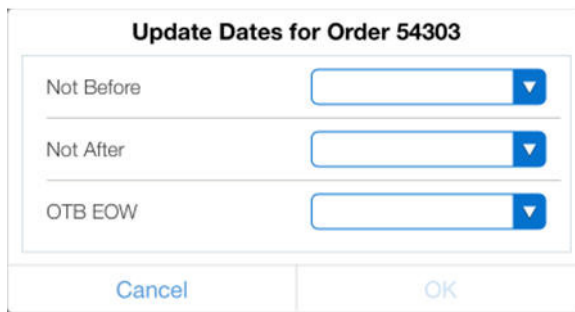 Update Dates for Order 54303
Not Before
Not After
OTB EOW
Cancel OK